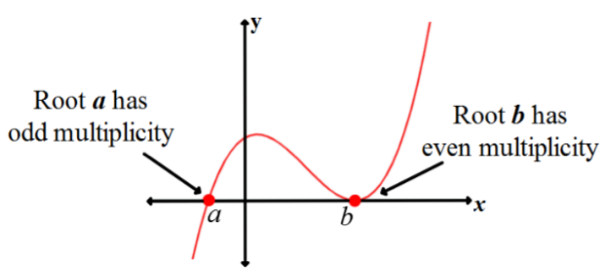 y
Root a has
odd multiplicity
Root b has
even multiplicity
a
b
x